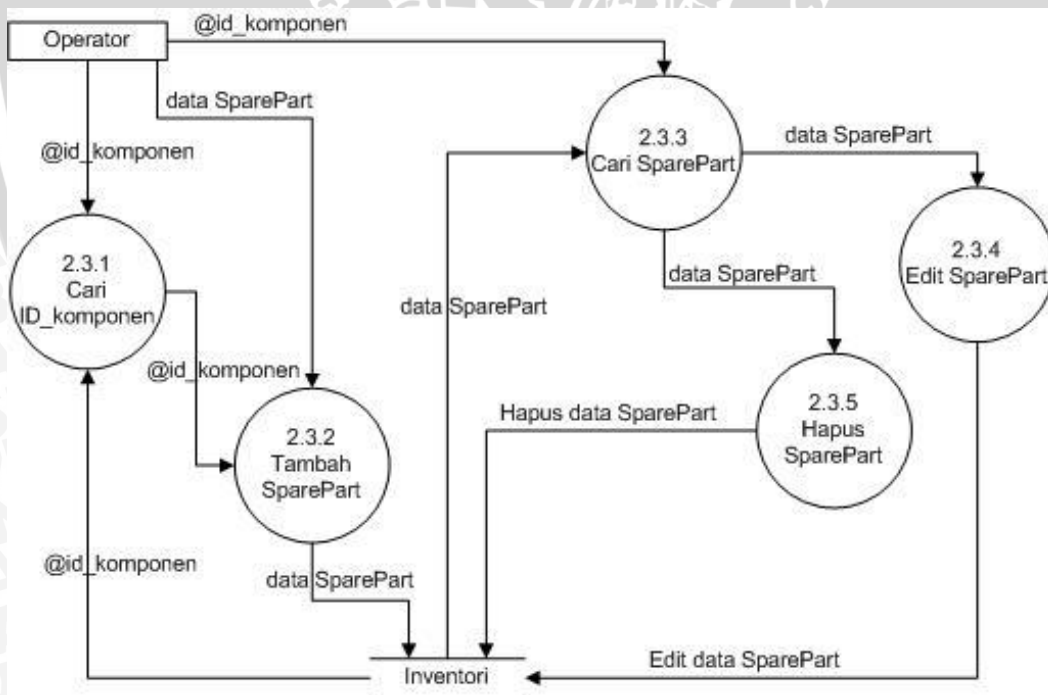 Operator
@id_komponen
data SparePart
@id_komponen
2.3.3
Cari SparePart
data SparePart
2.3.1
Cari
ID_komponen
2.3.4
Edit SparePart
data SparePart
data SparePart
@id_komponen
2.3.2
Tambah
SparePart
Hapus data SparePart
2.3.5
Hapus
SparePart
@id_komponen
data SparePart
Inventori
Edit data SparePart